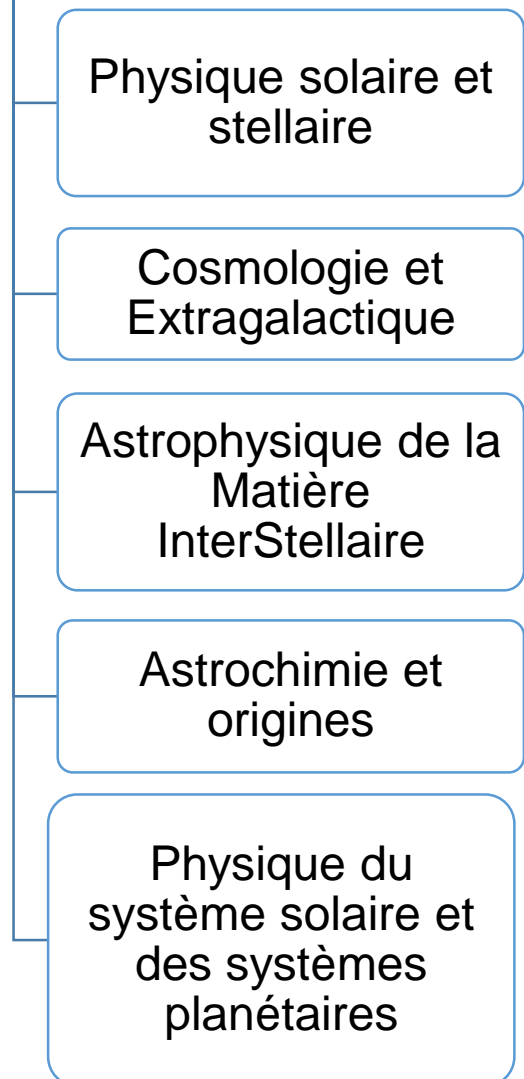 Physique solaire et
stellaire
Cosmologie et
Extragalactique
Astrophysique de la
Matière
InterStellaire
Astrochimie et
origines
Physique du
système solaire et
des systèmes
planétaires